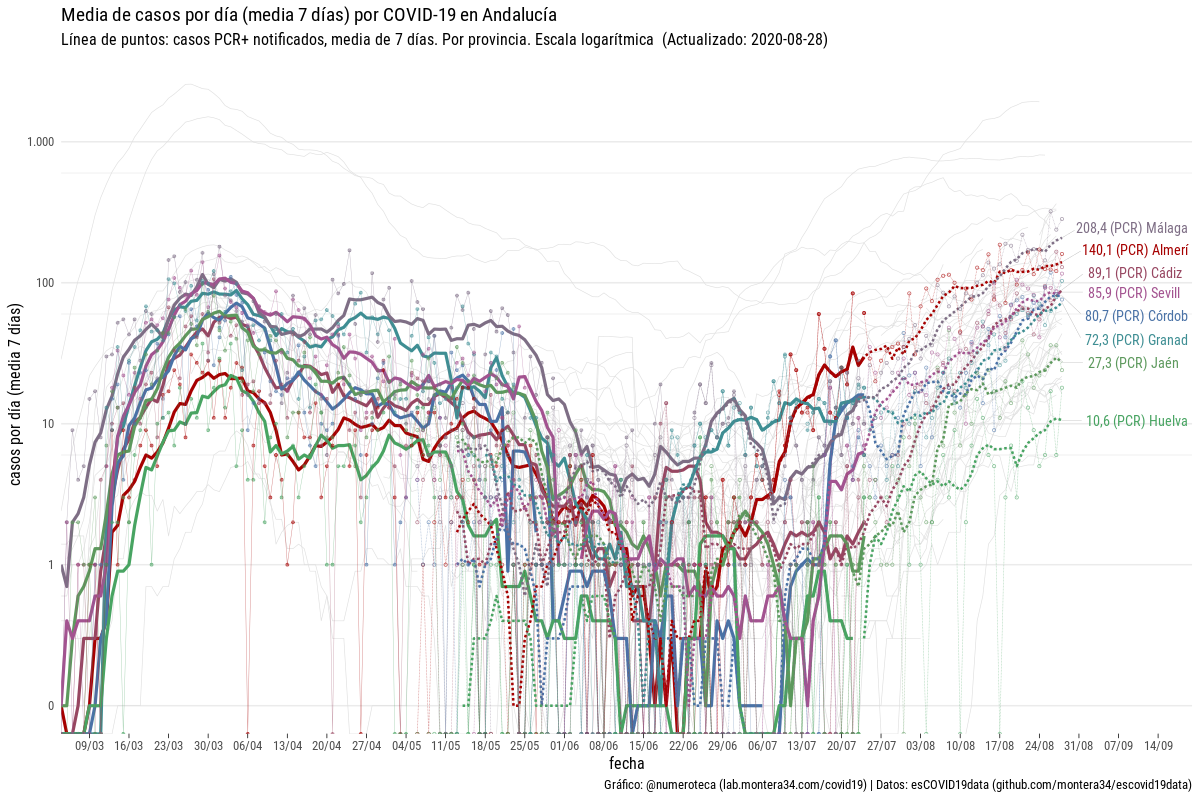 Media de casos por día (media 7 días) por COVID-19 en Andalucía
Línea de puntos: casos PCR+ notificados, media de 7 días. Por provincia. Escala logarítmica (Actualizado: 2020-08-28)
casos por día (media 7 días)
1.000
100
10
1
0
208,4 (PCR) Málaga
140,1 (PCR) Almerí
89,1 (PCR) Cádiz
85,9 (PCR) Sevill
80,7 (PCR) Córdob
72,3 (PCR) Granad
27,3 (PCR) Jaén
10,6 (PCR) Huelva
09/03 16/03 23/03 30/03 06/04 13/04 20/04 27/04 04/05 11/05 18/05 25/05 01/06 08/06 15/06 22/06 29/06 06/07 13/07 20/07 27/07 03/08 10/08 17/08 24/08 31/08 07/09 14/09
fecha
Gráfico: @numeroteca (lab.montera34.com/covid19) | Datos: esCOVID19data (github.com/montera34/escovid19data)